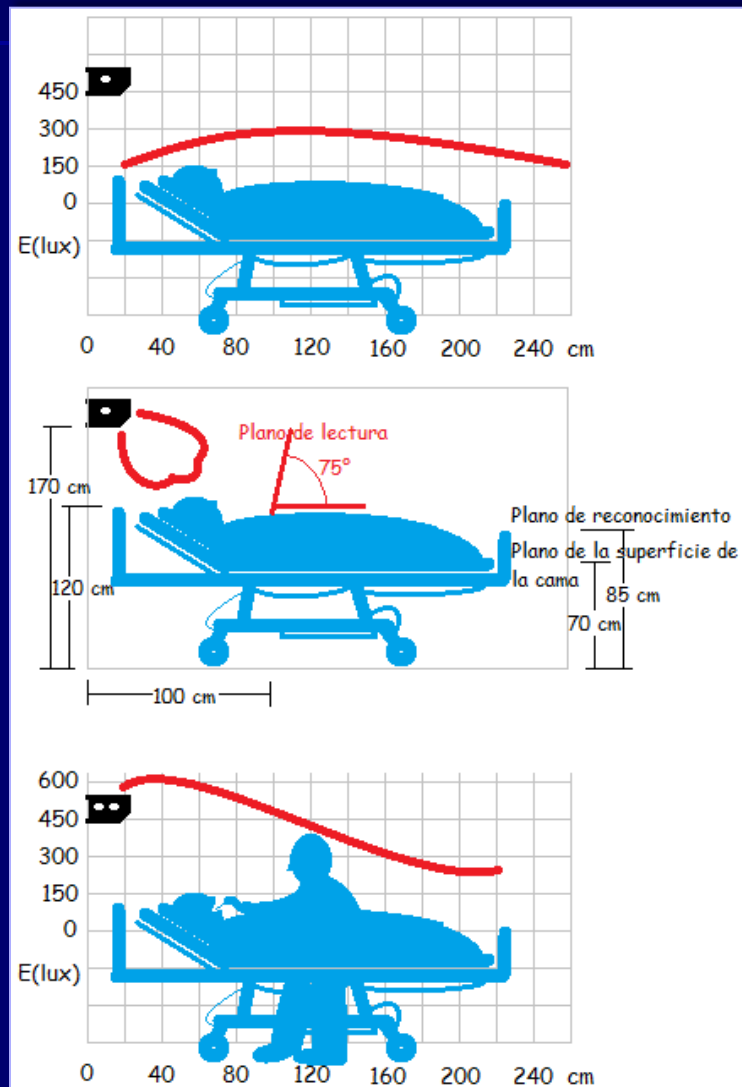 450
300
150
0
E(lux)
0 40 80 120 160 200 240 cm
Plano de lectura
75°
170 cm
Plano de reconocimiento
Plano de la superficie de
la cama
120 cm
85 cm
70 cm
100 cm
600
450
300
150
0
E(lux)
0 40 80 120 160 200 240 cm